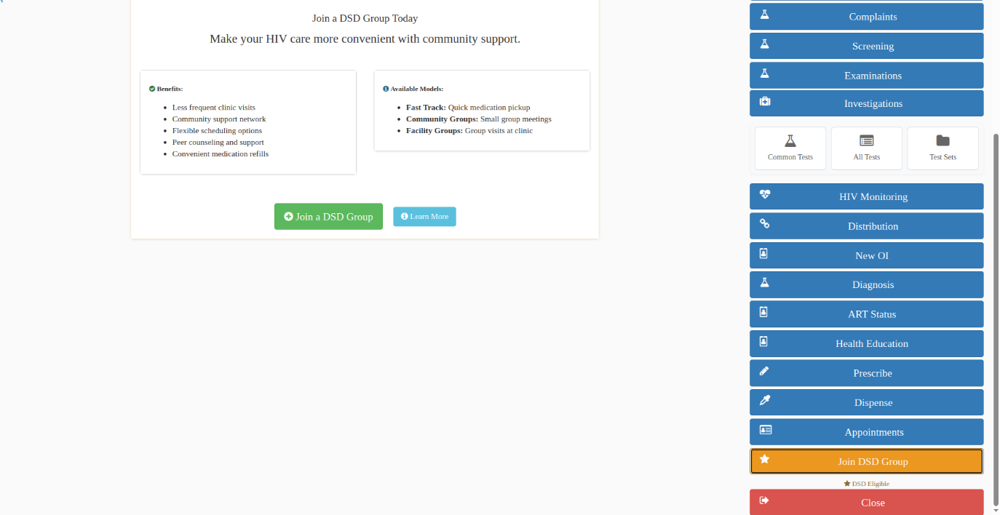 Join a DSD Group Today
Make your HIV care more convenient with community support.
Benefits:
Less frequent clinic visits
Community support network
Flexible scheduling options
Peer counseling and support
Convenient medication refills
Available Models:
Fast Track: Quick medication pickup
Community Groups: Small group meetings
Facility Groups: Group visits at clinic
Join a DSD Group
Learn More
Complaints
Screening
Examinations
Investigations
Common Tests
All Tests
Test Sets
HIV Monitoring
Distribution
New OI
Diagnosis
ART Status
Health Education
Prescribe
Dispense
Appointments
Join DSD Group
DSD Eligible
Close